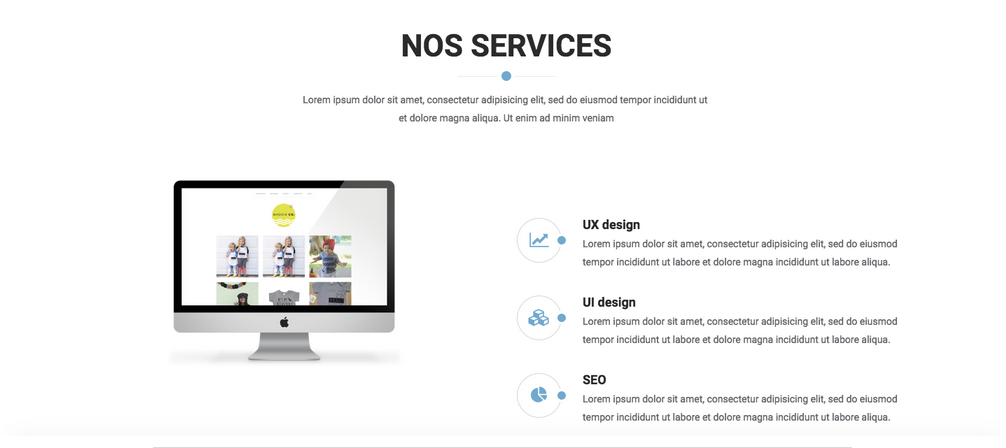 NOS SERVICES
Lorem ipsum dolor sit amet, consectetur adipisicing elit, sed do eiusmod tempor incididunt ut
et dolore magna aliqua. Ut enim ad minim veniam
UX design
Lorem ipsum dolor sit amet, consectetur adipisicing elit, sed do eiusmod
tempor incididunt ut labore et dolore magna incididunt ut labore aliqua.
UI design
Lorem ipsum dolor sit amet, consectetur adipisicing elit, sed do eiusmod
tempor incididunt ut labore et dolore magna incididunt ut labore aliqua.
SEO
Lorem ipsum dolor sit amet, consectetur adipisicing elit, sed do eiusmod
tempor incididunt ut labore et dolore magna incididunt ut labore aliqua.